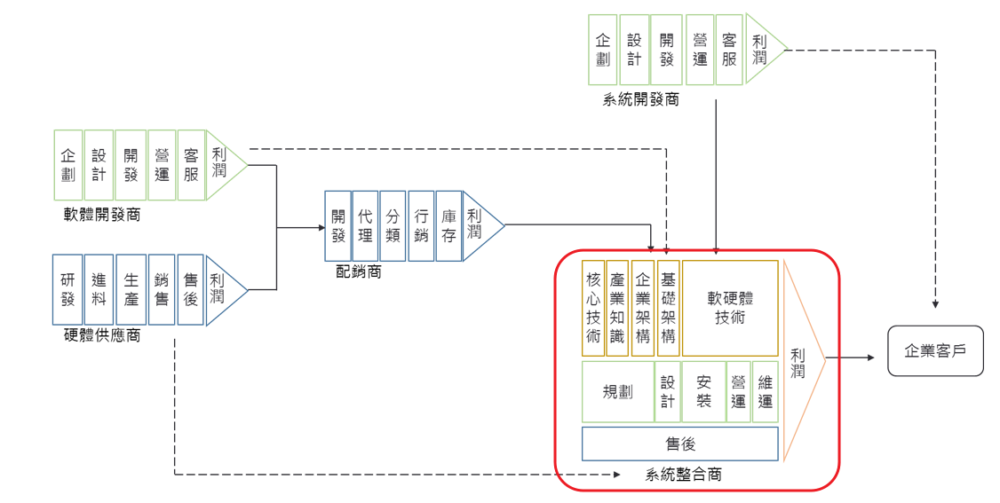 企劃
設計
開發
營運
客服
利潤
系統開發商
企劃
設計
開發
營運
客服
利潤
軟體開發商
研發
進料
生產
銷售
售後
利潤
硬體供應商
開發
代理
分類
行銷
庫存
利潤
配銷商
核心技術
產業知識
企業架構
基礎架構
軟硬體
技術
規劃
設計
安裝
營運
維運
售後
利潤
系統整合商
企業客戶